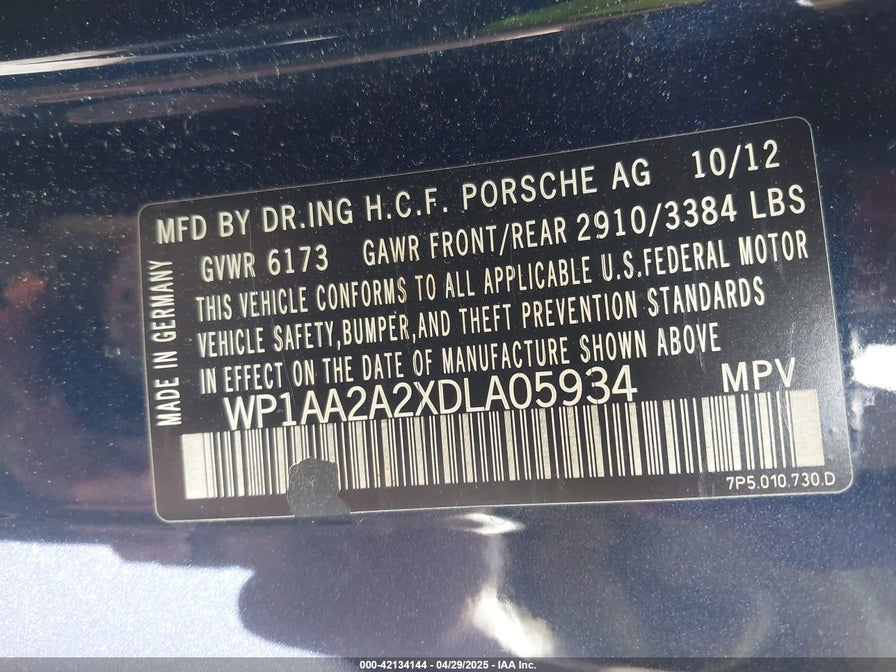 MFD BY DR.ING H.C.F. PORSCHE AG 10/12
GVWR 6173 GAWR FRONT/REAR 2910/3384 LBS
THIS VEHICLE CONFORMS TO ALL APPLICABLE U.S.FEDERAL MOTOR
VEHICLE SAFETY,BUMPER,AND THEFT PREVENTION STANDARDS
IN EFFECT ON THE DATE OF MANUFACTURE SHOWN ABOVE
WP1AA2A2XDLA05934 MPV
MADE IN GERMANY
7P5.010.730.D
000-42134144 - 04/29/2025 - IAA Inc.